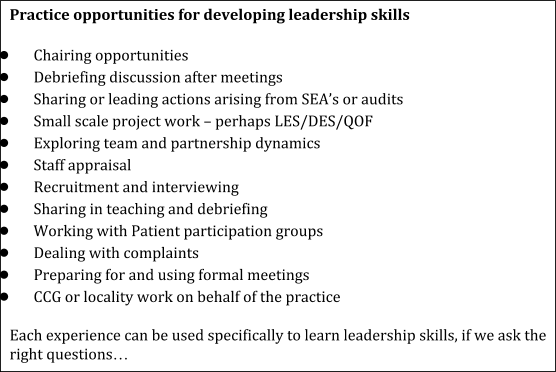 Practice opportunities for developing leadership skills
● Chairing opportunities
● Debriefing discussion after meetings
● Sharing or leading actions arising from SEA's or audits
● Small scale project work – perhaps LES/DES/QOF
● Exploring team and partnership dynamics
● Staff appraisal
● Recruitment and interviewing
● Sharing in teaching and debriefing
● Working with Patient participation groups
● Dealing with complaints
● Preparing for and using formal meetings
● CCG or locality work on behalf of the practice
Each experience can be used specifically to learn leadership skills, if we ask the
right questions…